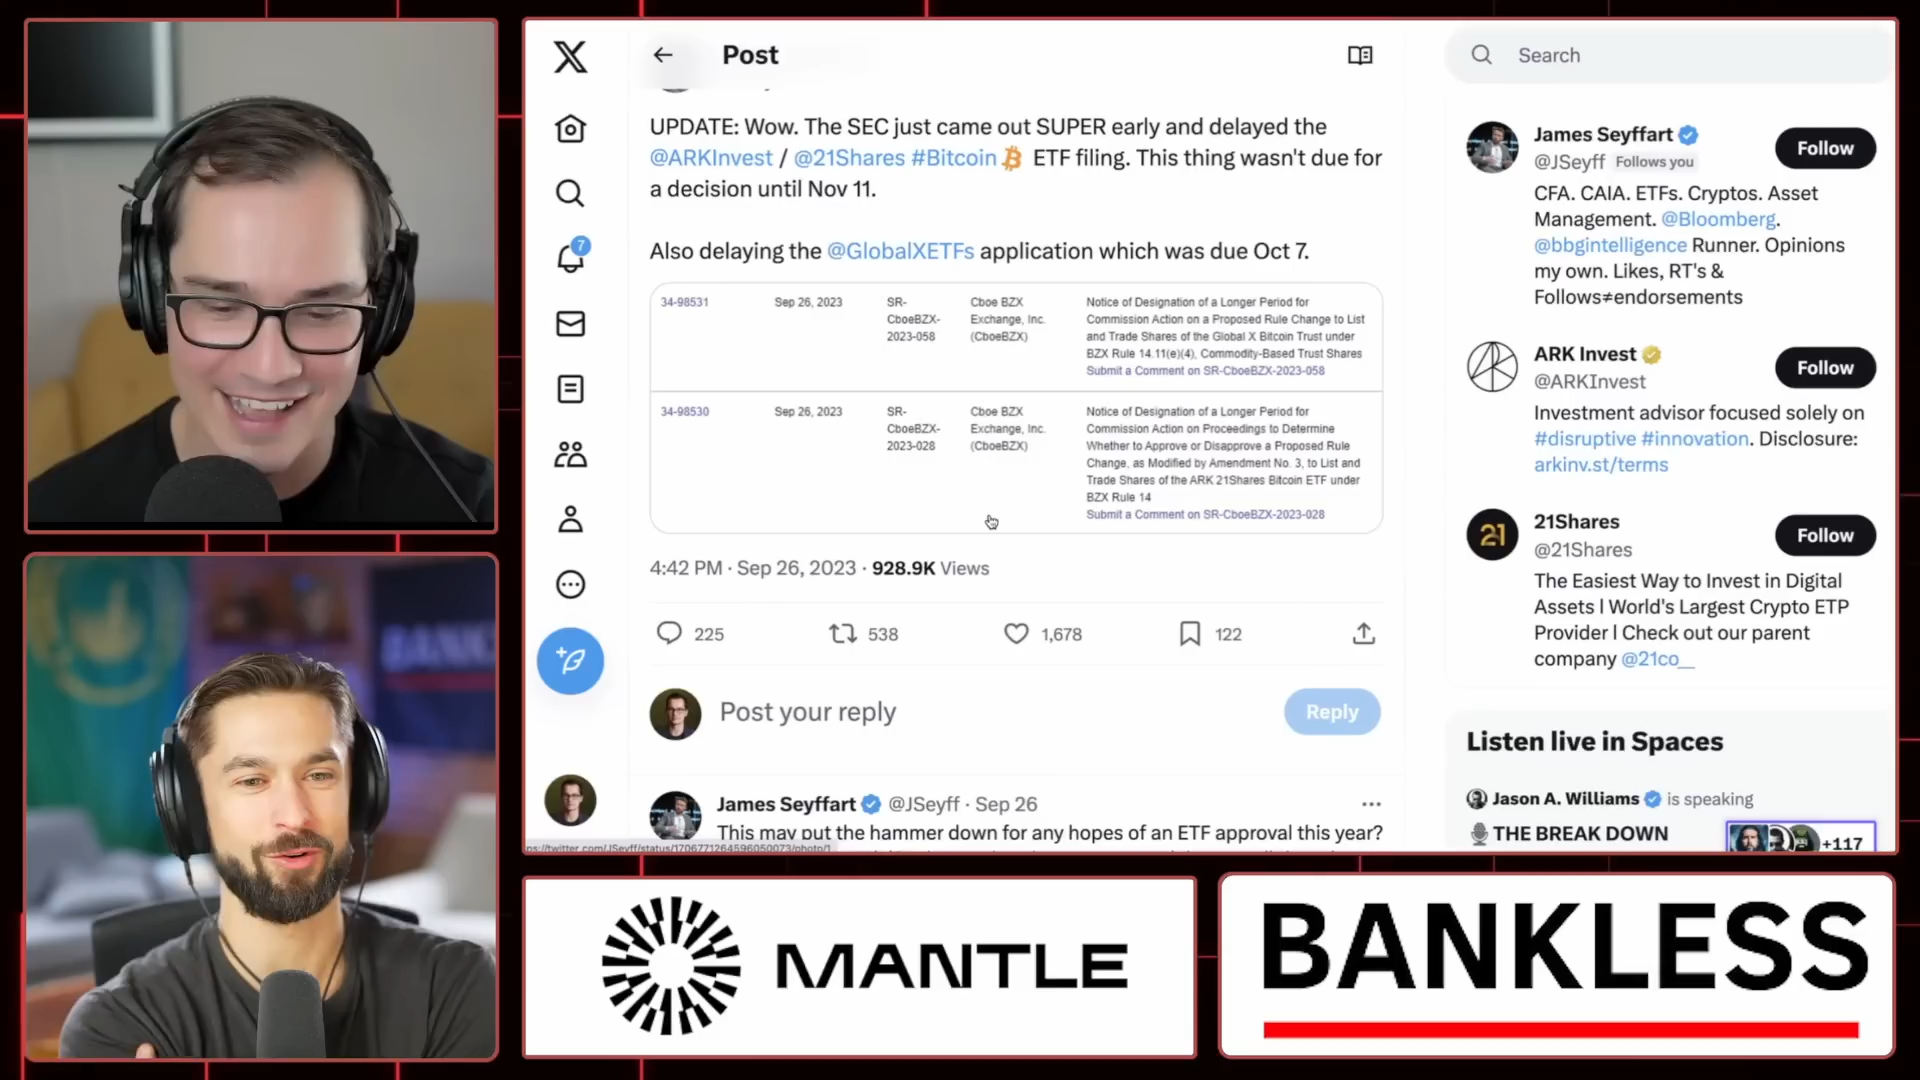 Post
Search
UPDATE: Wow. The SEC just came out SUPER early and delayed the
@ARKInvest / @21Shares #Bitcoin ETF filing. This thing wasn't due for
a decision until Nov 11.
Also delaying the @GlobalXETFs application which was due Oct 7.
34-98531
Sep 26, 2023
SR-
CboeBZX-
2023-058
Cboe BZX
Exchange, Inc.
(CboeBZX)
Notice of Designation of a Longer Period for
Commission Action on a Proposed Rule Change to List
and Trade Shares of the Global X Bitcoin Trust under
BZX Rule 14.11(e)(4), Commodity-Based Trust Shares
Submit a Comment on SR-CboeBZX-2023-058
34-98530
Sep 26, 2023
SR-
CboeBZX-
2023-028
Cboe BZX
Exchange, Inc.
(CboeBZX)
Notice of Designation of a Longer Period for
Commission Action on Proceedings to Determine
Whether to Approve or Disapprove a Proposed Rule
Change, as Modified by Amendment No. 3, to List and
Trade Shares of the ARK 21Shares Bitcoin ETF under
BZX Rule 14
Submit a Comment on SR-CboeBZX-2023-028
4:42 PM · Sep 26, 2023 · 928.9K Views
225
538
1,678
122
Post your reply
Reply
James Seyffart @JSeyff · Sep 26
This may put the hammer down for any hopes of an ETF approval this year?
ps://twitter.com/JSeyff/status/1706771264596050073/photo/1
7
James Seyffart
@JSeyff Follows you
Follow
CFA. CAIA. ETFs. Cryptos. Asset
Management. @Bloomberg.
@bbgintelligence Runner. Opinions
my own. Likes, RT's &
Follows≠endorsements
ARK Invest
@ARKInvest
Follow
Investment advisor focused solely on
#disruptive #innovation. Disclosure:
arkinv.st/terms
21
21Shares
@21Shares
Follow
The Easiest Way to Invest in Digital
Assets | World's Largest Crypto ETP
Provider | Check out our parent
company @21co__
Listen live in Spaces
Jason A. Williams is speaking
THE BREAK DOWN
+117
MANTLE
BANKLESS